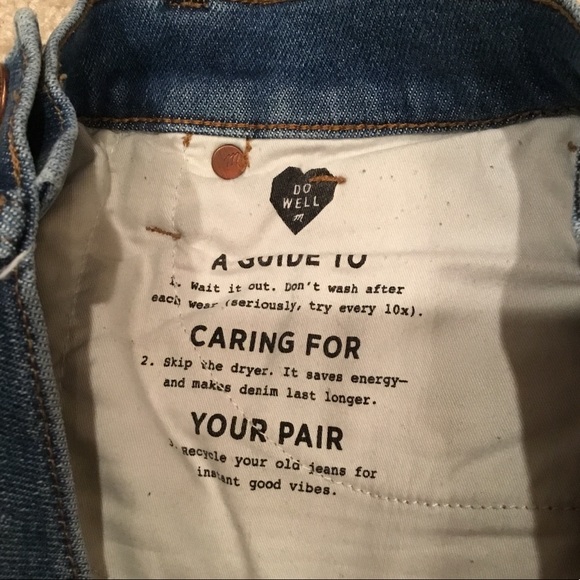 m
DO
WELL
m
A GUIDE TO
1. Wait it out. Don't wash after
each wear (seriously, try every 10x).
CARING FOR
2. Skip the dryer. It saves energy—
and makes denim last longer.
YOUR PAIR
3. Recycle your old jeans for
instant good vibes.